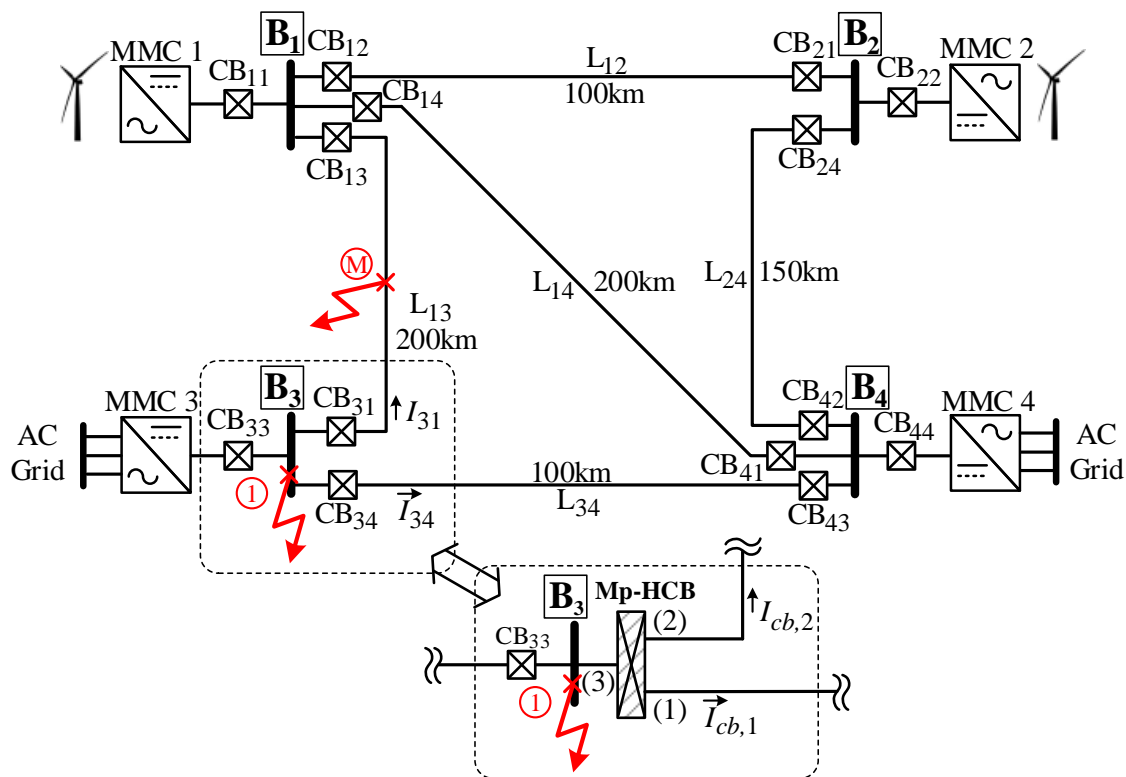 MMC 1
CB11
B1
CB12
CB14
CB13
L12
100km
CB21
B2
CB22
MMC 2
CB24
M
L13
200km
L14
200km
L24
150km
MMC 3
AC
Grid
CB33
B3
CB31
I31
1
CB34
I34
100km
L34
CB42
B4
CB44
MMC 4
AC
Grid
CB41
CB43
B3
Mp-HCB
CB33
(2)
Icb,2
(3)
1
(1)
Icb,1